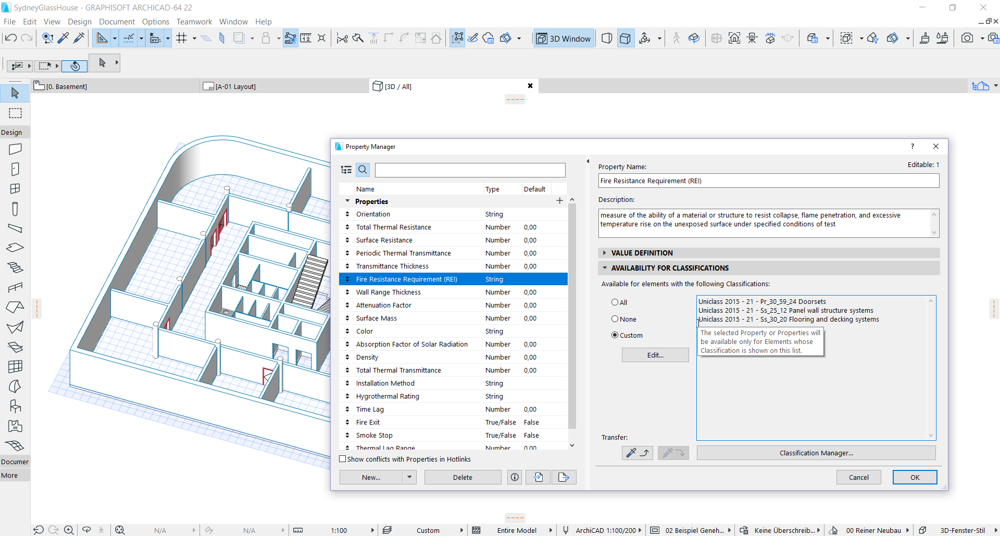 SydneyGlassHouse - GRAPHISOFT ARCHICAD-64 22
File Edit View Design Document Options Teamwork Window Help
3D Window
[0. Basement]
[A-01 Layout]
[3D / All]
Design
Documer
More
Property Manager
?
Name Type Default
Properties
Orientation String
Total Thermal Resistance Number 0,00
Surface Resistance Number 0,00
Periodic Thermal Transmittance Number 0,00
Transmittance Thickness Number 0,00
Fire Resistance Requirement (REI) String
Wall Range Thickness Number 0,00
Attenuation Factor Number 0,00
Surface Mass Number 0,00
Color String
Absorption Factor of Solar Radiation Number 0,00
Density Number 0,00
Total Thermal Transmittance Number 0,00
Installation Method String
Hygrothermal Rating String
Time Lag Number 0,00
Fire Exit True/False False
Smoke Stop True/False False
Thermal Lag Range Number 0,00
Show conflicts with Properties in Hotlinks
New...
Delete
Property Name:
Editable: 1
Fire Resistance Requirement (REI)
Description:
measure of the ability of a material or structure to resist collapse, flame penetration, and excessive
temperature rise on the unexposed surface under specified conditions of test
VALUE DEFINITION
AVAILABILITY FOR CLASSIFICATIONS
Available for elements with the following Classifications:
All
None
Custom
Edit...
Uniclass 2015 - 21 - Pr_30_59_24 Doorsets
Uniclass 2015 - 21 - Ss_25_12 Panel wall structure systems
Uniclass 2015 - 21 - Ss_30_20 Flooring and decking systems
The selected Property or Properties will
be available only for Elements whose
Classification is shown on this list.
Transfer:
Classification Manager...
Cancel
OK
N/A
N/A
1:100
Custom
Entire Model
ArchiCAD 1:100/200
02 Beispiel Geneh...
Keine Überschreib...
00 Reiner Neubau
3D-Fenster-Stil